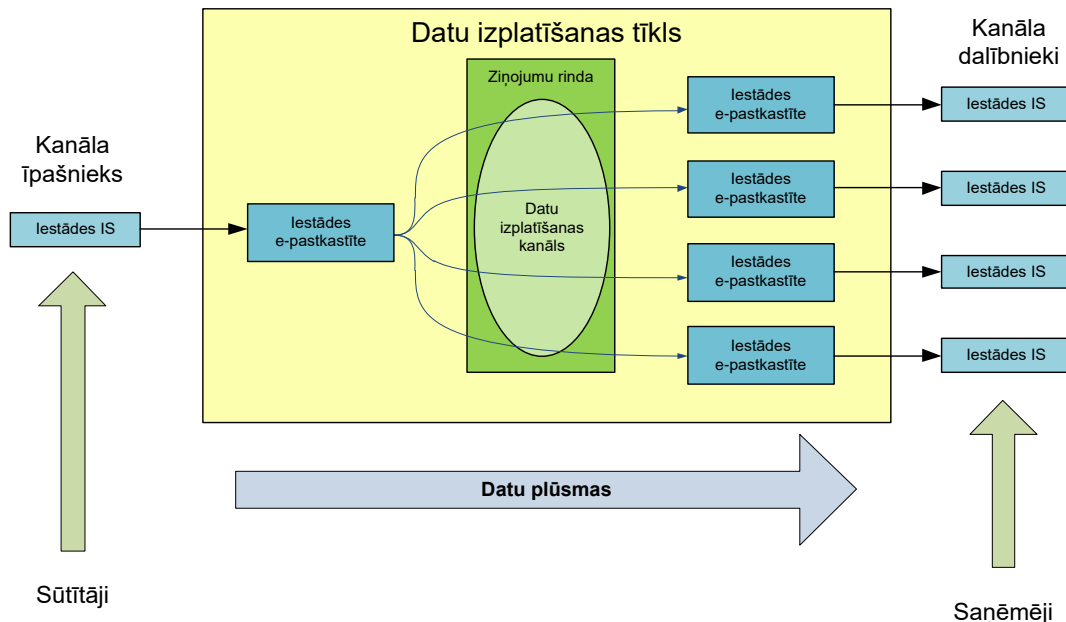 Datu izplatīšanas tīkls
Kanāla
dalībnieki
Kanāla
īpašnieks
Iestādes IS
Iestādes
e-pastkastīte
Ziņojumu rinda
Datu
izplatīšanas
kanāls
Iestādes
e-pastkastīte
Iestādes IS
Iestādes
e-pastkastīte
Iestādes IS
Iestādes
e-pastkastīte
Iestādes IS
Iestādes
e-pastkastīte
Iestādes IS
Datu plūsmas
Sūtītāji
Saņēmēji